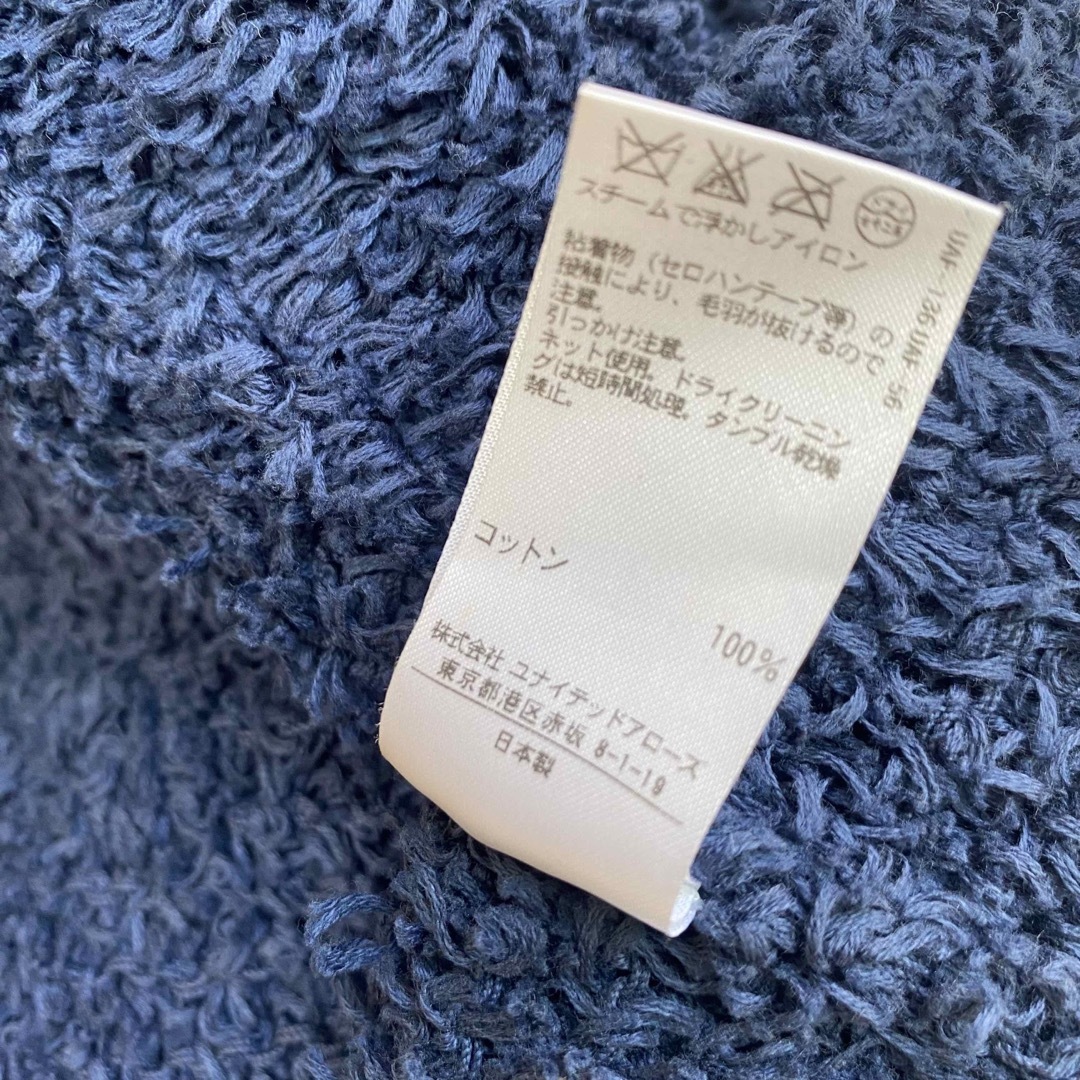 スチームで浮かしアイロン
粘着物（セロハンテープ等）の
接触により、毛羽が抜けるので
注意。
引っかけ注意。
ネット使用。ドライクリーニン
グは短時間処理。タンブル乾燥
禁止。
コットン
100%
株式会社 ユナイテッドアローズ
東京都港区赤坂 8-1-19
日本製
UAF-136 UAF 56